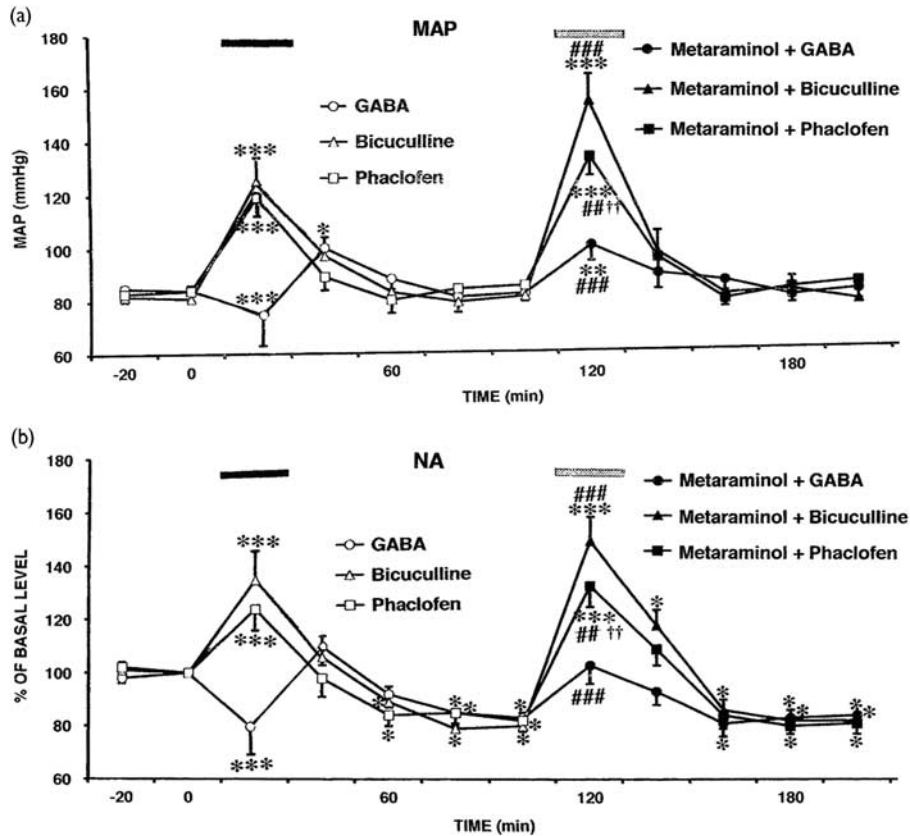 (a)
MAP
180
160
140
120
100
80
60
MAP (mmHg)
GABA
Bicuculline
Phaclofen
Metaraminol + GABA
Metaraminol + Bicuculline
Metaraminol + Phaclofen
***
***
***
*
###
***
***
##††
**
###
-20
0
60
120
180
TIME (min)
(b)
NA
180
160
140
120
100
80
60
% OF BASAL LEVEL
GABA
Bicuculline
Phaclofen
Metaraminol + GABA
Metaraminol + Bicuculline
Metaraminol + Phaclofen
***
***
***
*
*
*
*
*
*
*
*
###
***
***
## ††
###
*
*
*
*
*
*
*
*
*
-20
0
60
120
180
TIME (min)